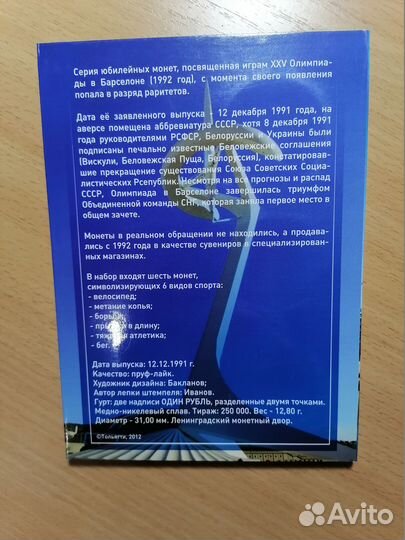 Серия юбилейных монет, посвященная играм XXV Олимпиа-
ды в Барселоне (1992 год), с момента своего появления
попала в разряд раритетов.
Дата её заявленного выпуска - 12 декабря 1991 года, на
аверсе помещена аббревиатура СССР, хотя 8 декабря 1991
года руководителями РСФСР, Белоруссии и Украины были
подписаны печально известные Беловежские соглашения
(Вискули, Беловежская Пуща, Белоруссия), констатировав-
шие прекращение существования Союза Советских Социа-
листических Республик. Несмотря на все прогнозы и распад
СССР, Олимпиада в Барселоне завершилась триумфом
Объединенной команды СНГ, которая заняла первое место в
общем зачете.
Монеты в реальном обращении не находились, а продава-
лись с 1992 года в качестве сувениров в специализирован-
ных магазинах.
В набор входят шесть монет,
символизирующих 6 видов спорта:
- велосипед;
- метание копья;
- борьба;
- прыжки в длину;
- тяжелая атлетика;
- бег.
Дата выпуска: 12.12.1991 г.
Качество: пруф-лайк.
Художник дизайна: Бакланов;
Автор лепки штемпеля: Иванов.
Гурт: две надписи ОДИН РУБЛЬ, разделенные двумя точками.
Медно-никелевый сплав. Тираж: 250 000. Вес - 12,80 г.
Диаметр - 31,00 мм. Ленинградский монетный двор.
©Тольятти, 2012
Avito